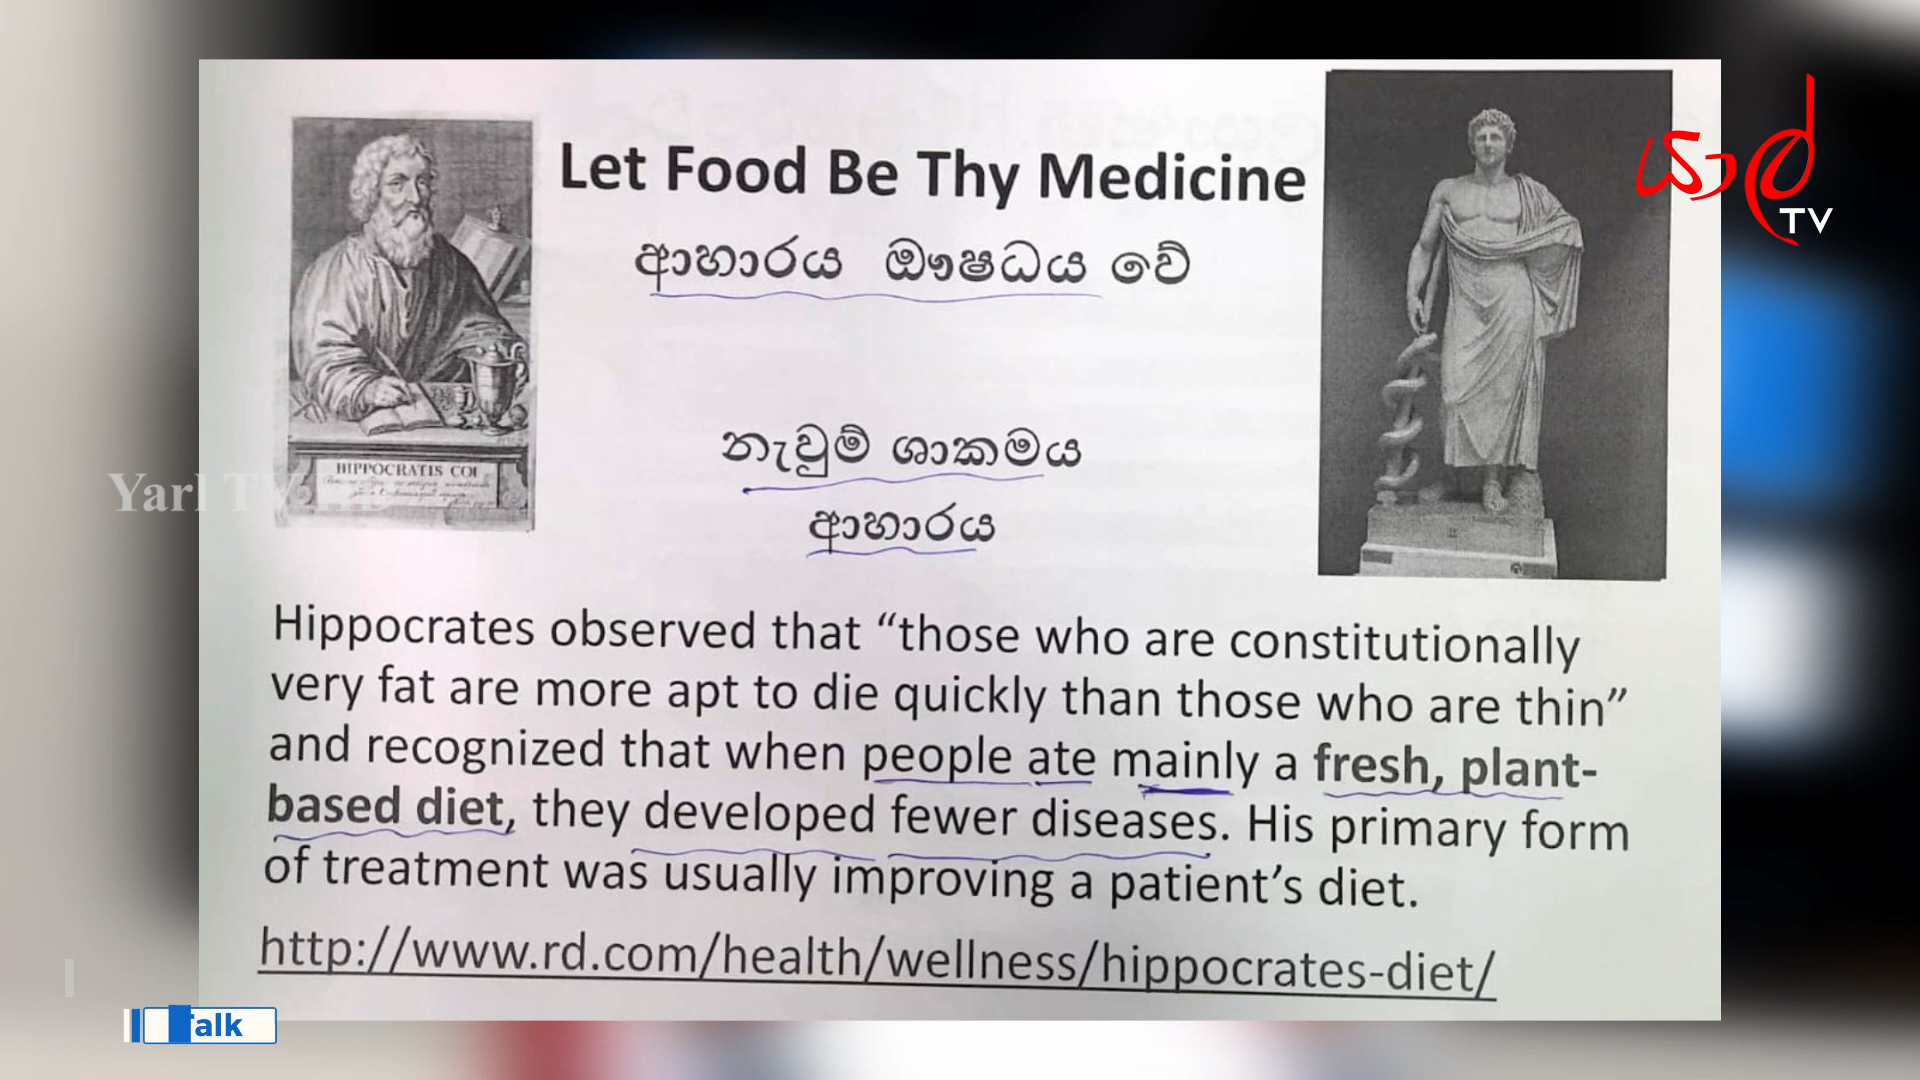 යාල්
TV
Let Food Be Thy Medicine
ආහාරය ඖෂධය වේ
නැවුම් ශාකමය
ආහාරය
HIPPOCRATIS COI
Yarl TV HD
Hippocrates observed that “those who are constitutionally
very fat are more apt to die quickly than those who are thin”
and recognized that when people ate mainly a fresh, plant-
based diet, they developed fewer diseases. His primary form
of treatment was usually improving a patient’s diet.
http://www.rd.com/health/wellness/hippocrates-diet/
Talk